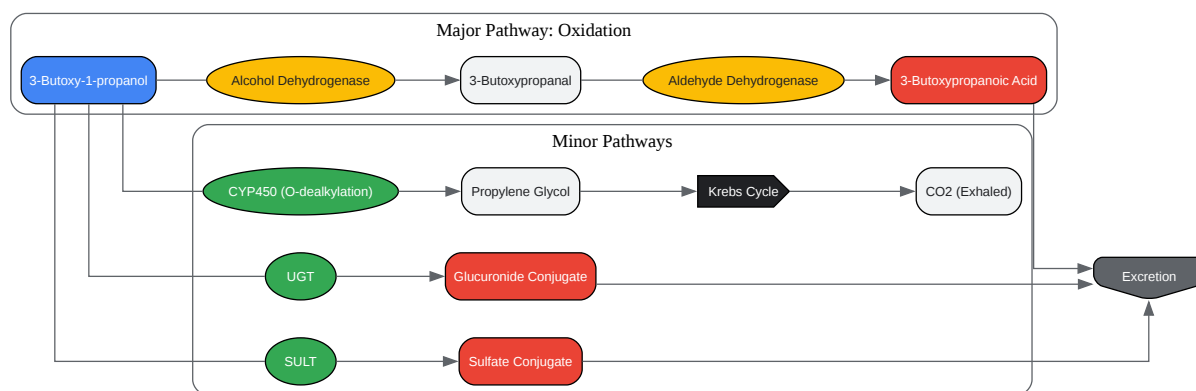 Major Pathway: Oxidation
3-Butoxy-1-propanol
Alcohol Dehydrogenase
3-Butoxypropanal
Aldehyde Dehydrogenase
3-Butoxypropanoic Acid
Minor Pathways
CYP450 (O-dealkylation)
Propylene Glycol
Krebs Cycle
CO2 (Exhaled)
UGT
Glucuronide Conjugate
Excretion
SULT
Sulfate Conjugate